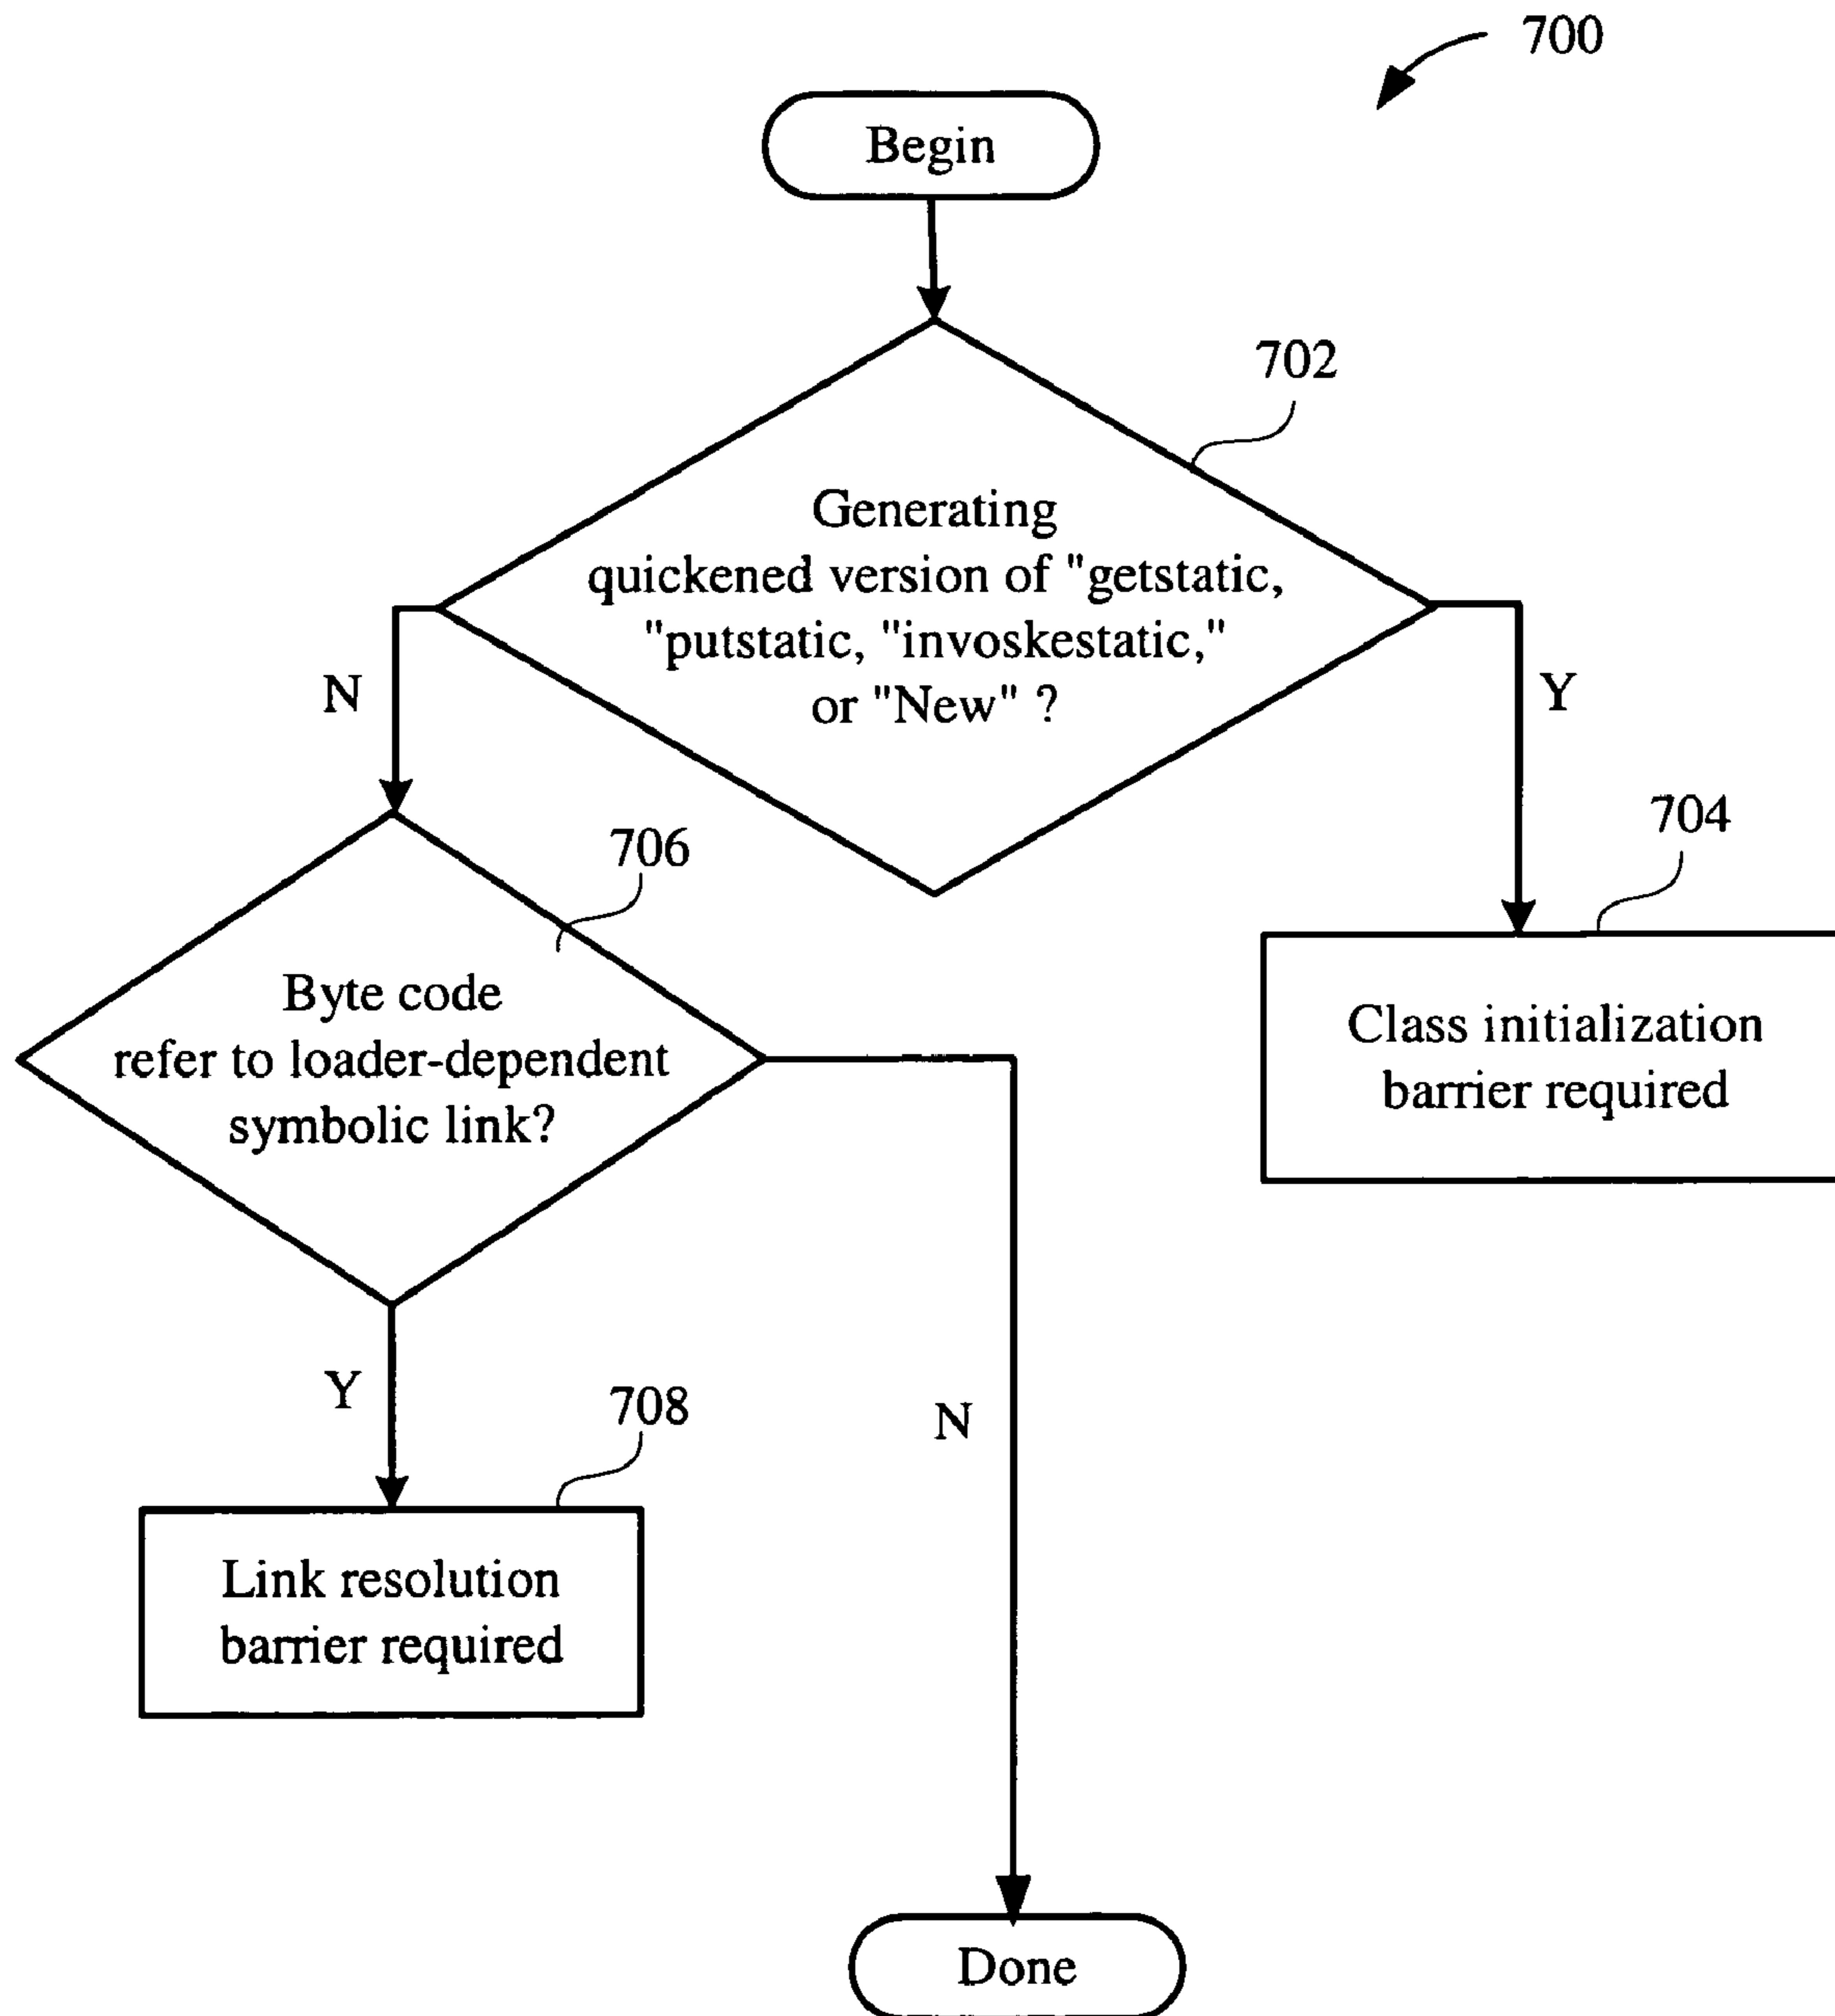 700
Begin
702
Generating
quickened version of "getstatic,
"putstatic, "invoskestatic,"
or "New" ?
N
Y
704
706
Byte code
refer to loader-dependent
symbolic link?
Class initialization
barrier required
Y
708
N
Link resolution
barrier required
Done